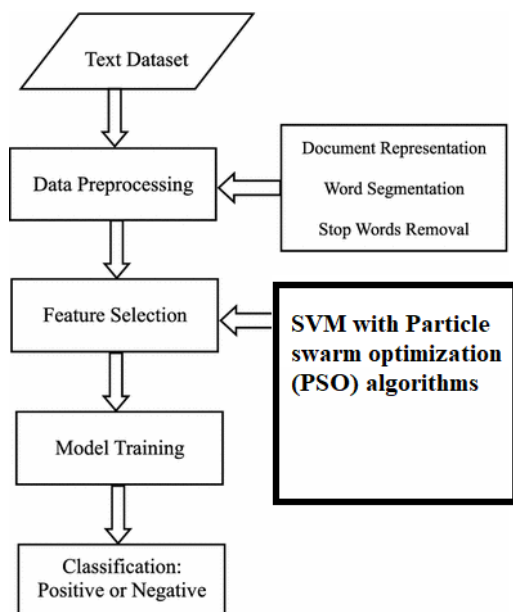 Text Dataset
Data Preprocessing
Document Representation
Word Segmentation
Stop Words Removal
Feature Selection
SVM with Particle
swarm optimization
(PSO) algorithms
Model Training
Classification:
Positive or Negative